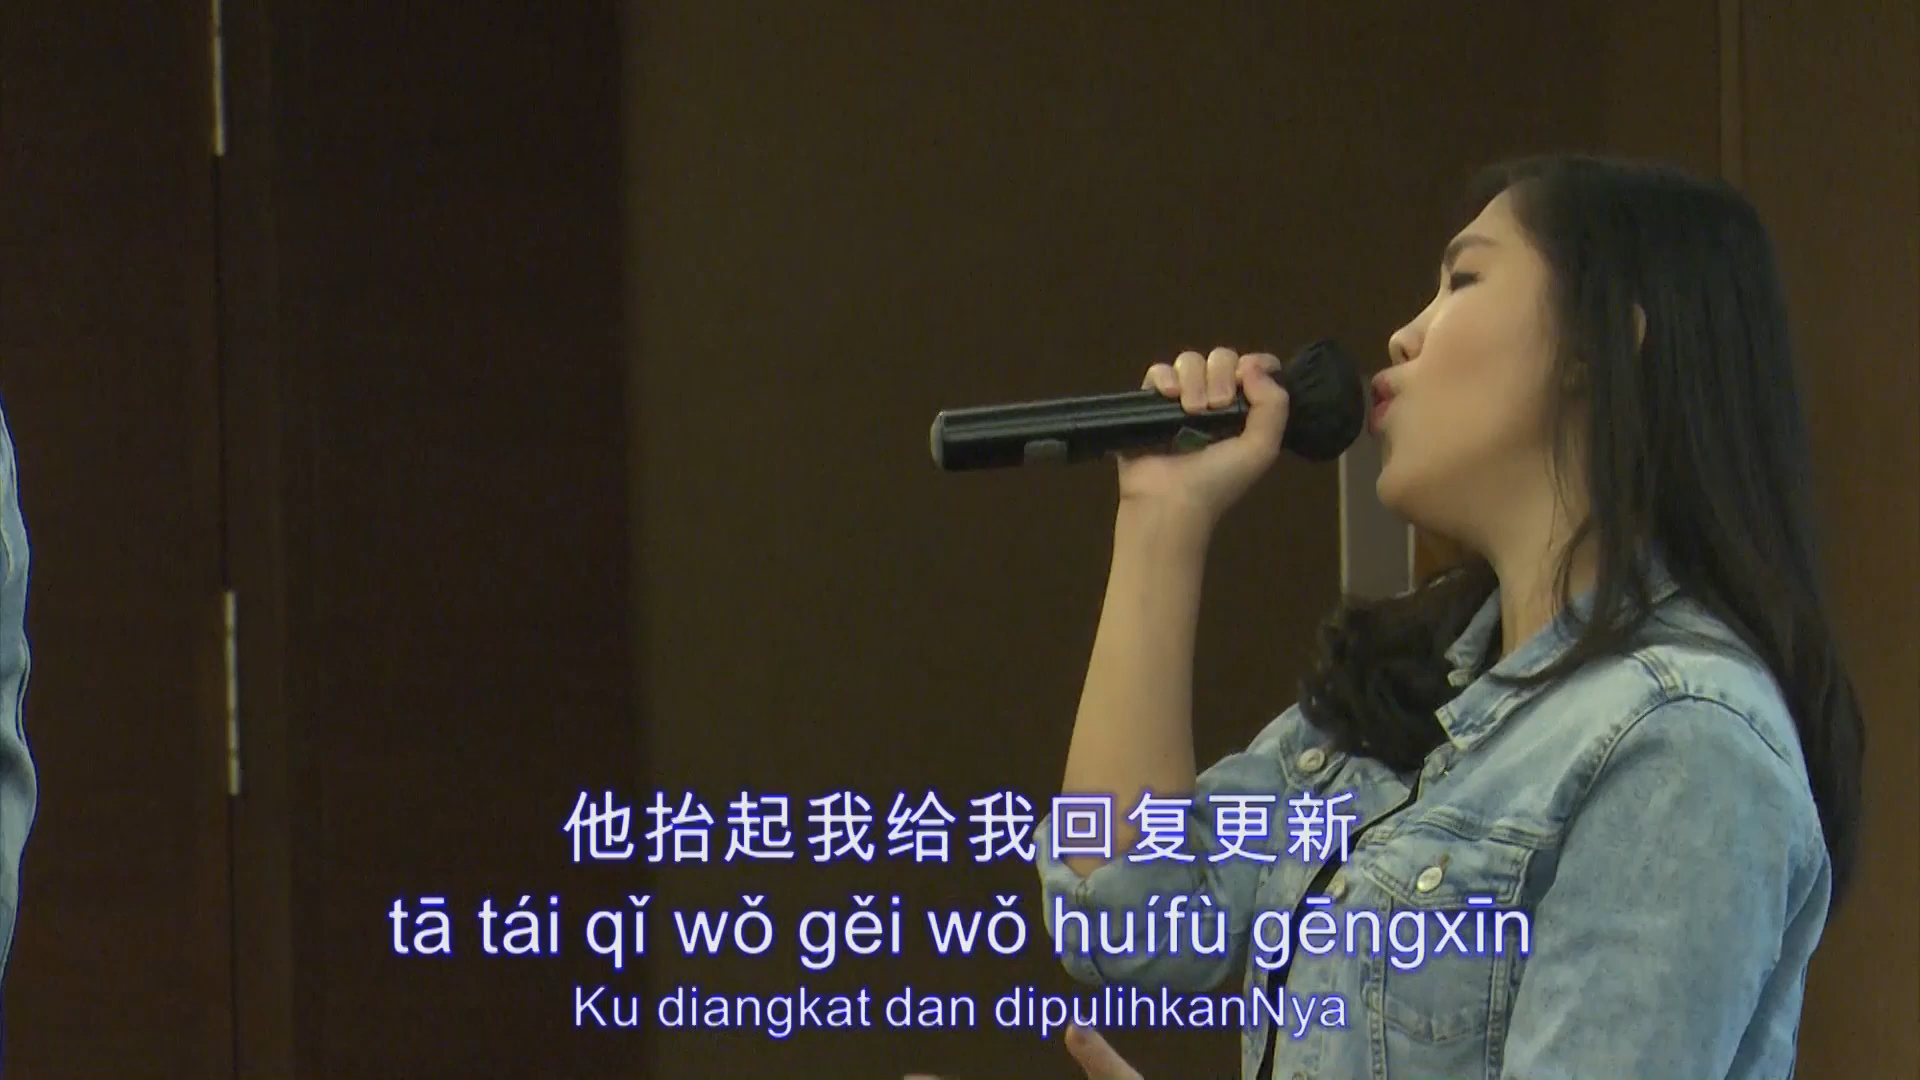 他抬起我给我回复更新
tā tái qǐ wǒ gěi wǒ huífù gēngxīn
Ku diangkat dan dipulihkanNya